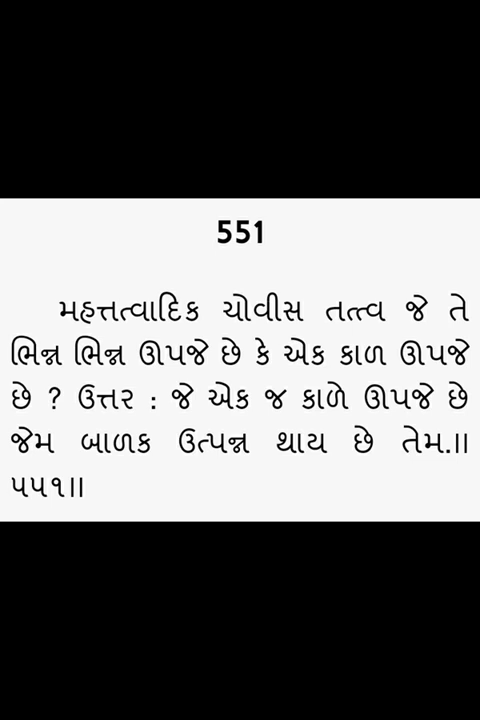 551
મહત્તત્વાદિક ચોવીસ તત્ત્વ જે તે
ભિન્ન ભિન્ન ઊપજે છે કે એક કાળ ઊપજે
છે ? ઉત્તર : જે એક જ કાળે ઊપજે છે
જેમ બાળક ઉત્પન્ન થાય છે તેમ.॥
૫૫૧॥